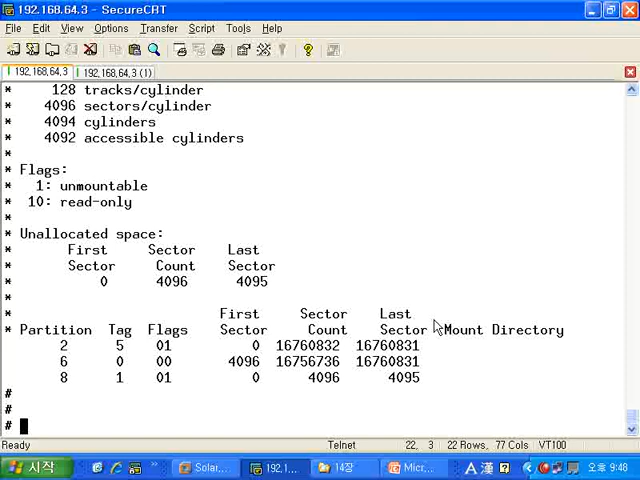 192.168.64.3 - SecureCRT
File Edit View Options Transfer Script Tools Help
192.168.64.3 192.168.64.3 (1)
* 128 tracks/cylinder
* 4096 sectors/cylinder
* 4094 cylinders
* 4092 accessible cylinders
*
* Flags:
* 1: unmountable
* 10: read-only
*
* Unallocated space:
* First Sector Last
* Sector Count Sector
* 0 4096 4095
*
* First Sector Last
* Partition Tag Flags Sector Count Sector Mount Directory
2 5 01 0 16760832 16760831
6 0 00 4096 16756736 16760831
8 1 01 0 4096 4095
#
#
#
Ready Telnet 22, 3 22 Rows, 77 Cols VT100
시작 Solar... 192,1... 14장 Micr... A 漢 ? 오후 9:48